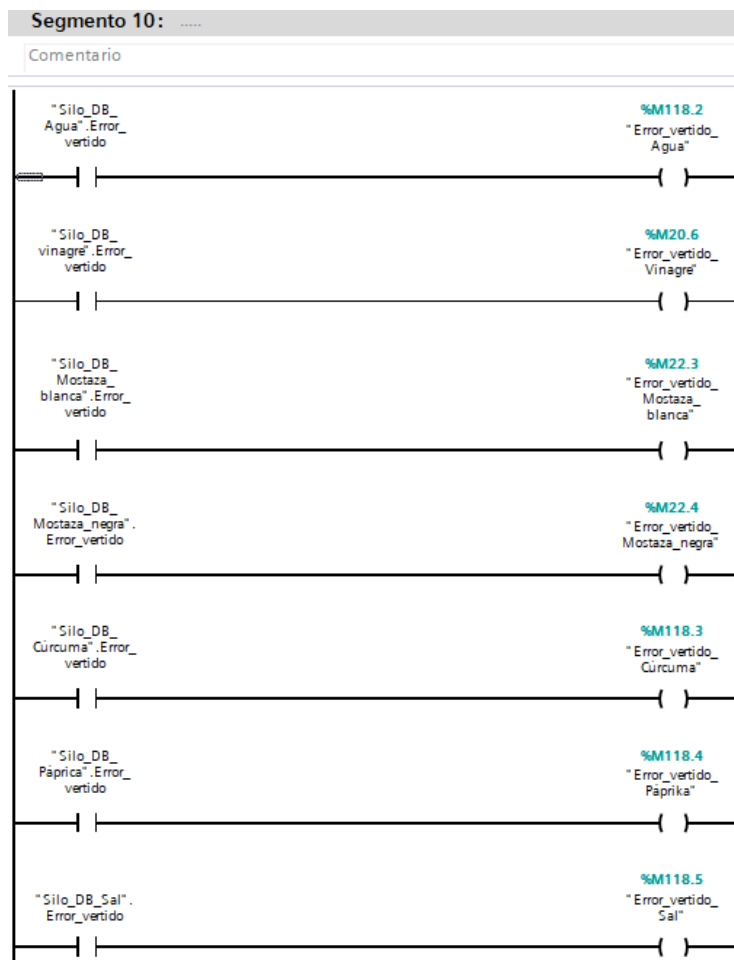 Segmento 10: .....
Comentario
"Silo_DB_
Agua".Error_
vertido
%M118.2
"Error_vertido_
Agua"
"Silo_DB_
vinagre".Error_
vertido
%M20.6
"Error_vertido_
Vinagre"
"Silo_DB_
Mostaza_
blanca".Error_
vertido
%M22.3
"Error_vertido_
Mostaza_
blanca"
"Silo_DB_
Mostaza_negra".
Error_vertido
%M22.4
"Error_vertido_
Mostaza_negra"
"Silo_DB_
Cúrcuma".Error_
vertido
%M118.3
"Error_vertido_
Cúrcuma"
"Silo_DB_
Páprica".Error_
vertido
%M118.4
"Error_vertido_
Páprika"
"Silo_DB_Sal".
Error_vertido
%M118.5
"Error_vertido_
Sal"